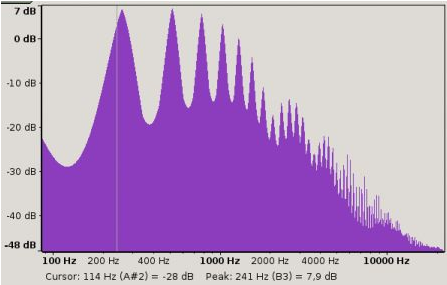 7 dB
0 dB
-10 dB
-20 dB
-30 dB
-40 dB
-48 dB
100 Hz 200 Hz 400 Hz 1000 Hz 2000 Hz 4000 Hz 10000 Hz
Cursor: 114 Hz (A#2) = -28 dB Peak: 241 Hz (B3) = 7,9 dB